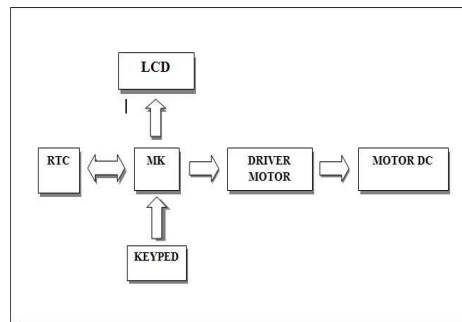 LCD
RTC
MK
DRIVER
MOTOR
MOTOR DC
KEYPED